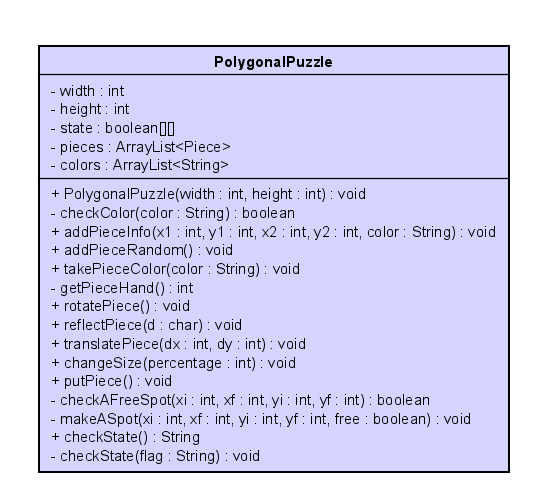 PolygonalPuzzle
- width : int
- height : int
- state : boolean[][]
- pieces : ArrayList<Piece>
- colors : ArrayList<String>
+ PolygonalPuzzle(width : int, height : int) : void
- checkColor(color : String) : boolean
+ addPieceInfo(x1 : int, y1 : int, x2 : int, y2 : int, color : String) : void
+ addPieceRandom() : void
+ takePieceColor(color : String) : void
- getPieceHand() : int
+ rotatePiece() : void
+ reflectPiece(d : char) : void
+ translatePiece(dx : int, dy : int) : void
+ changeSize(percentage : int) : void
+ putPiece() : void
- checkAFreeSpot(xi : int, xf : int, yi : int, yf : int) : boolean
- makeASpot(xi : int, xf : int, yi : int, yf : int, free : boolean) : void
+ checkState() : String
- checkState(flag : String) : void